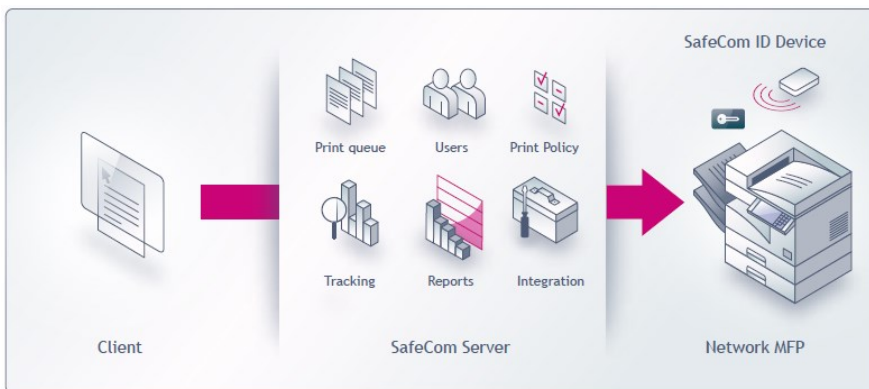 SafeCom ID Device
Print queue
Users
Print Policy
Tracking
Reports
Integration
Client
SafeCom Server
Network MFP